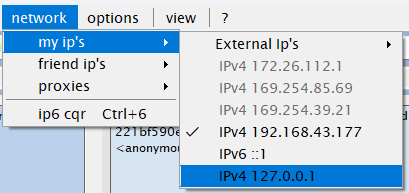 network options view ?
my ip's
friend ip's
proxies
ip6 cqr Ctrl+6
External Ip's
IPv4 172.26.112.1
IPv4 169.254.85.69
IPv4 169.254.39.21
IPv4 192.168.43.177
IPv6 ::1
IPv4 127.0.0.1
221bf590e
<anonymou